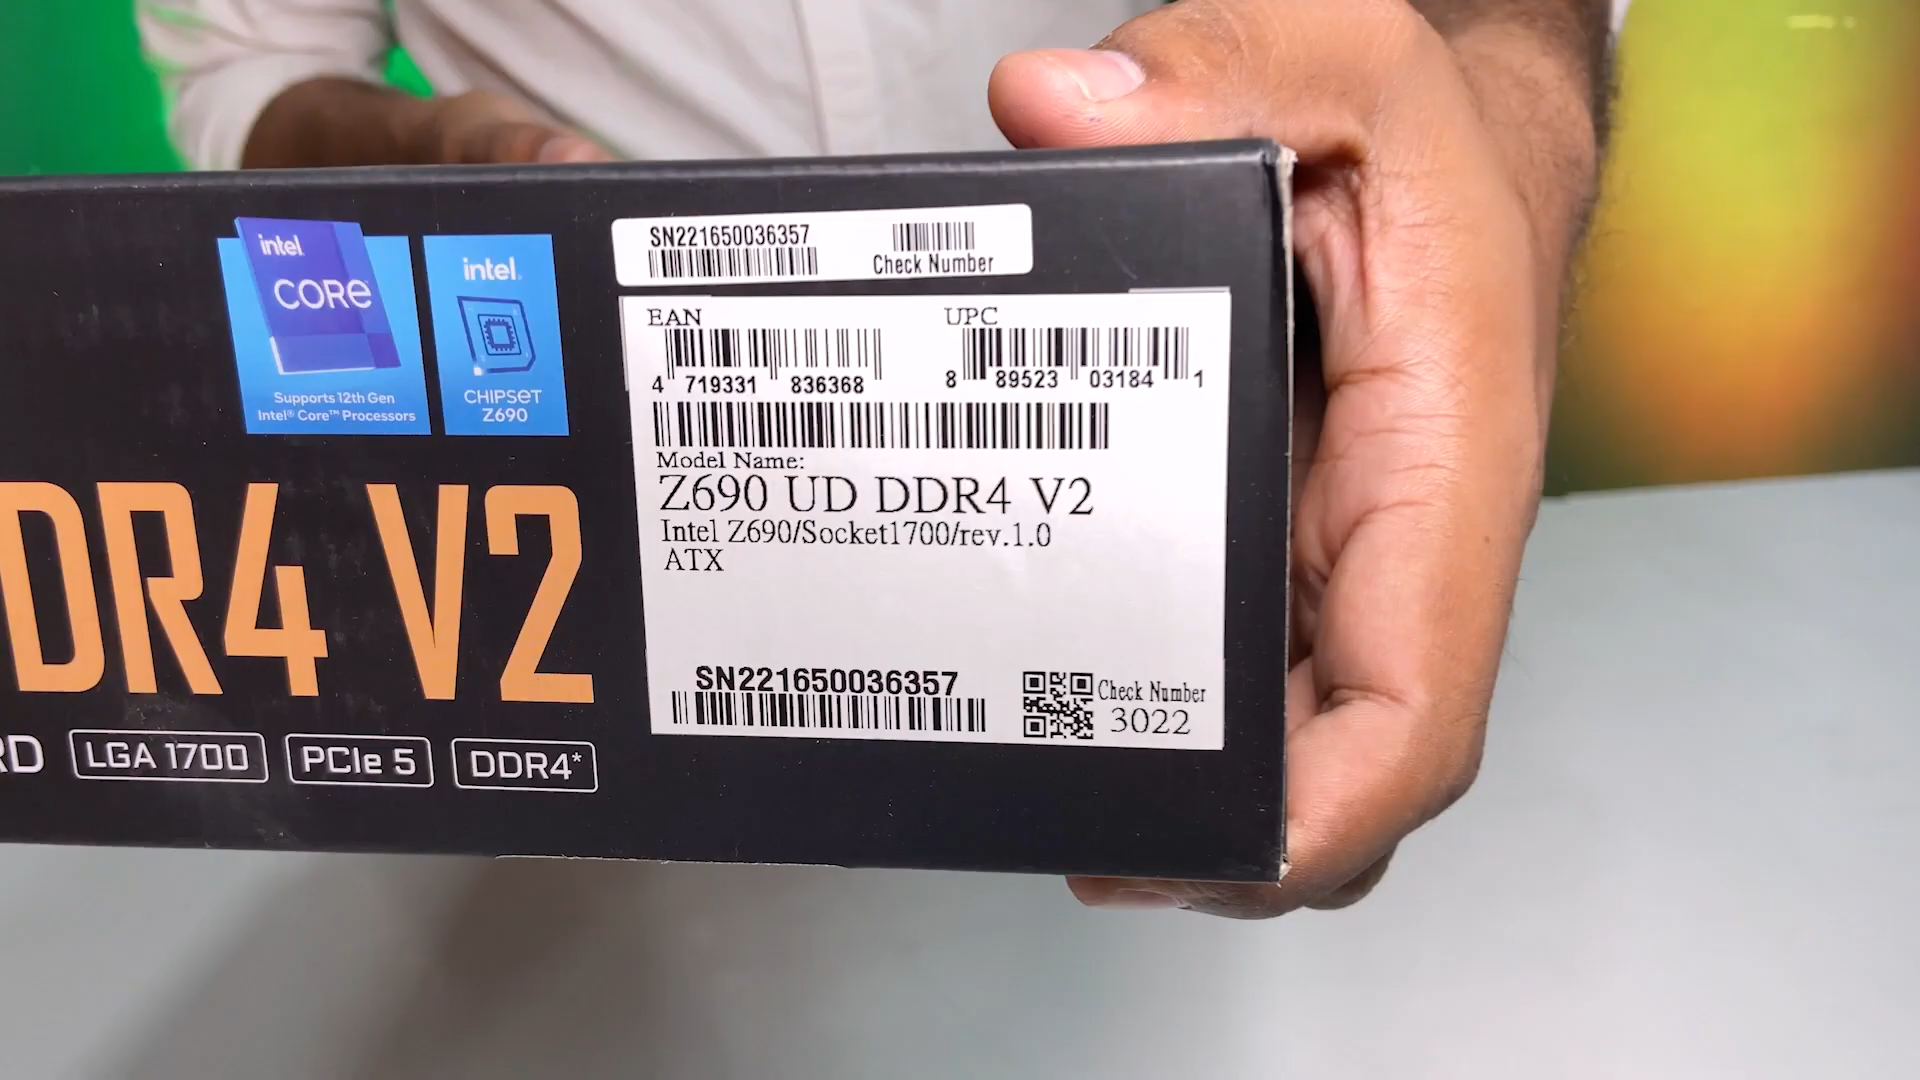 intel
CORE
Supports 12th Gen
Intel® Core™ Processors
intel
CHIPSET
Z690
DR4 V2
RD
LGA 1700
PCIe 5
DDR4*
SN221650036357
Check Number
EAN
UPC
4 719331 836368
8 89523 03184 1
Model Name:
Z690 UD DDR4 V2
Intel Z690/Socket1700/rev.1.0
ATX
SN221650036357
Check Number
3022